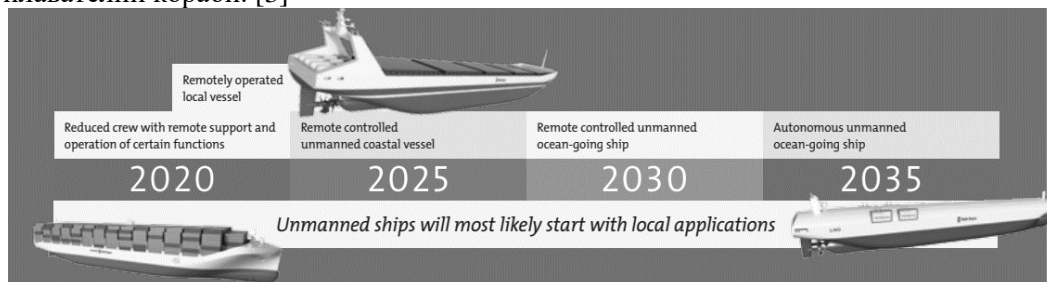 кораби. [3]
Remotely operated
local vessel
Reduced crew with remote support and
operation of certain functions
Remote controlled
unmanned coastal vessel
Remote controlled unmanned
ocean-going ship
Autonomous unmanned
ocean-going ship
2020
2025
2030
2035
Unmanned ships will most likely start with local applications